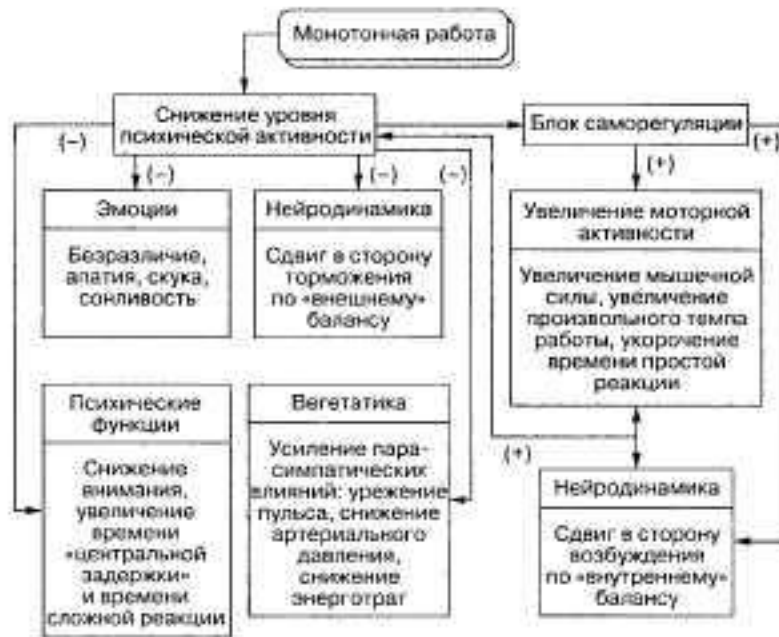 Монотонная работа
Снижение уровня
психической активности
Блок саморегуляции
(–)
(–)
(–)
(–)
(+)
(+)
Эмоции
Безразличие,
апатия, скука,
сонливость
Нейродинамика
Сдвиг в сторону
торможения
по «внешнему»
балансу
Увеличение моторной
активности
Увеличение мышечной
силы, увеличение
произвольного темпа
работы, укорочение
времени простой
реакции
Психические
функции
Снижение
внимания,
увеличение
времени
«центральной
задержки»
и времени
сложной реакции
Вегетатика
Усиление пара-
симпатических
влияний: урежение
пульса, снижение
артериального
давления,
снижение
энерготрат
(+)
Нейродинамика
Сдвиг в сторону
возбуждения
по «внутреннему»
балансу